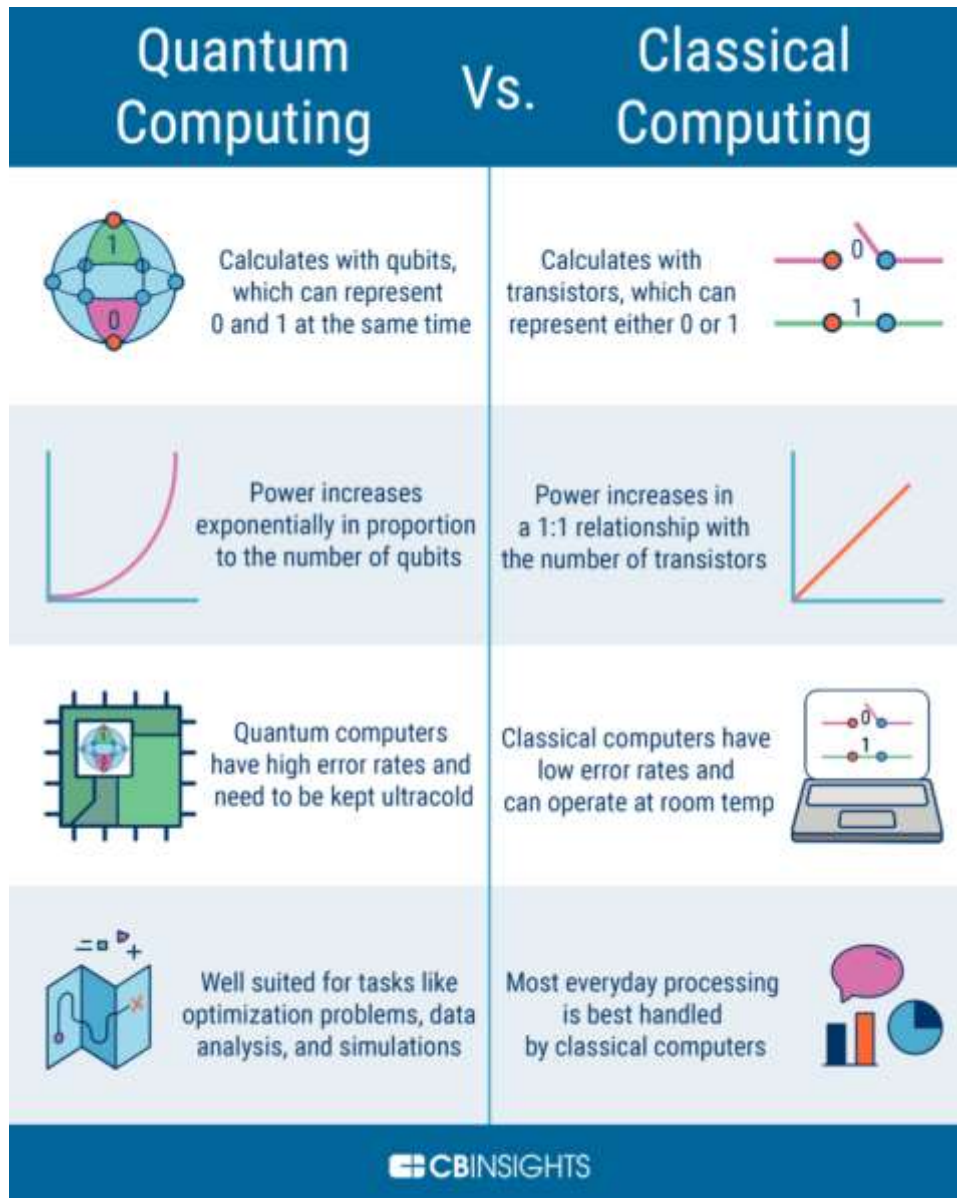 Quantum
Computing
Vs.
Classical
Computing
1
0
Calculates with qubits,
which can represent
0 and 1 at the same time
Calculates with
transistors, which can
represent either 0 or 1
0
1
Power increases
exponentially in proportion
to the number of qubits
Power increases in
a 1:1 relationship with
the number of transistors
Quantum computers
have high error rates and
need to be kept ultracold
Classical computers have
low error rates and
can operate at room temp
0
1
Well suited for tasks like
optimization problems, data
analysis, and simulations
Most everyday processing
is best handled
by classical computers
CBINSIGHTS